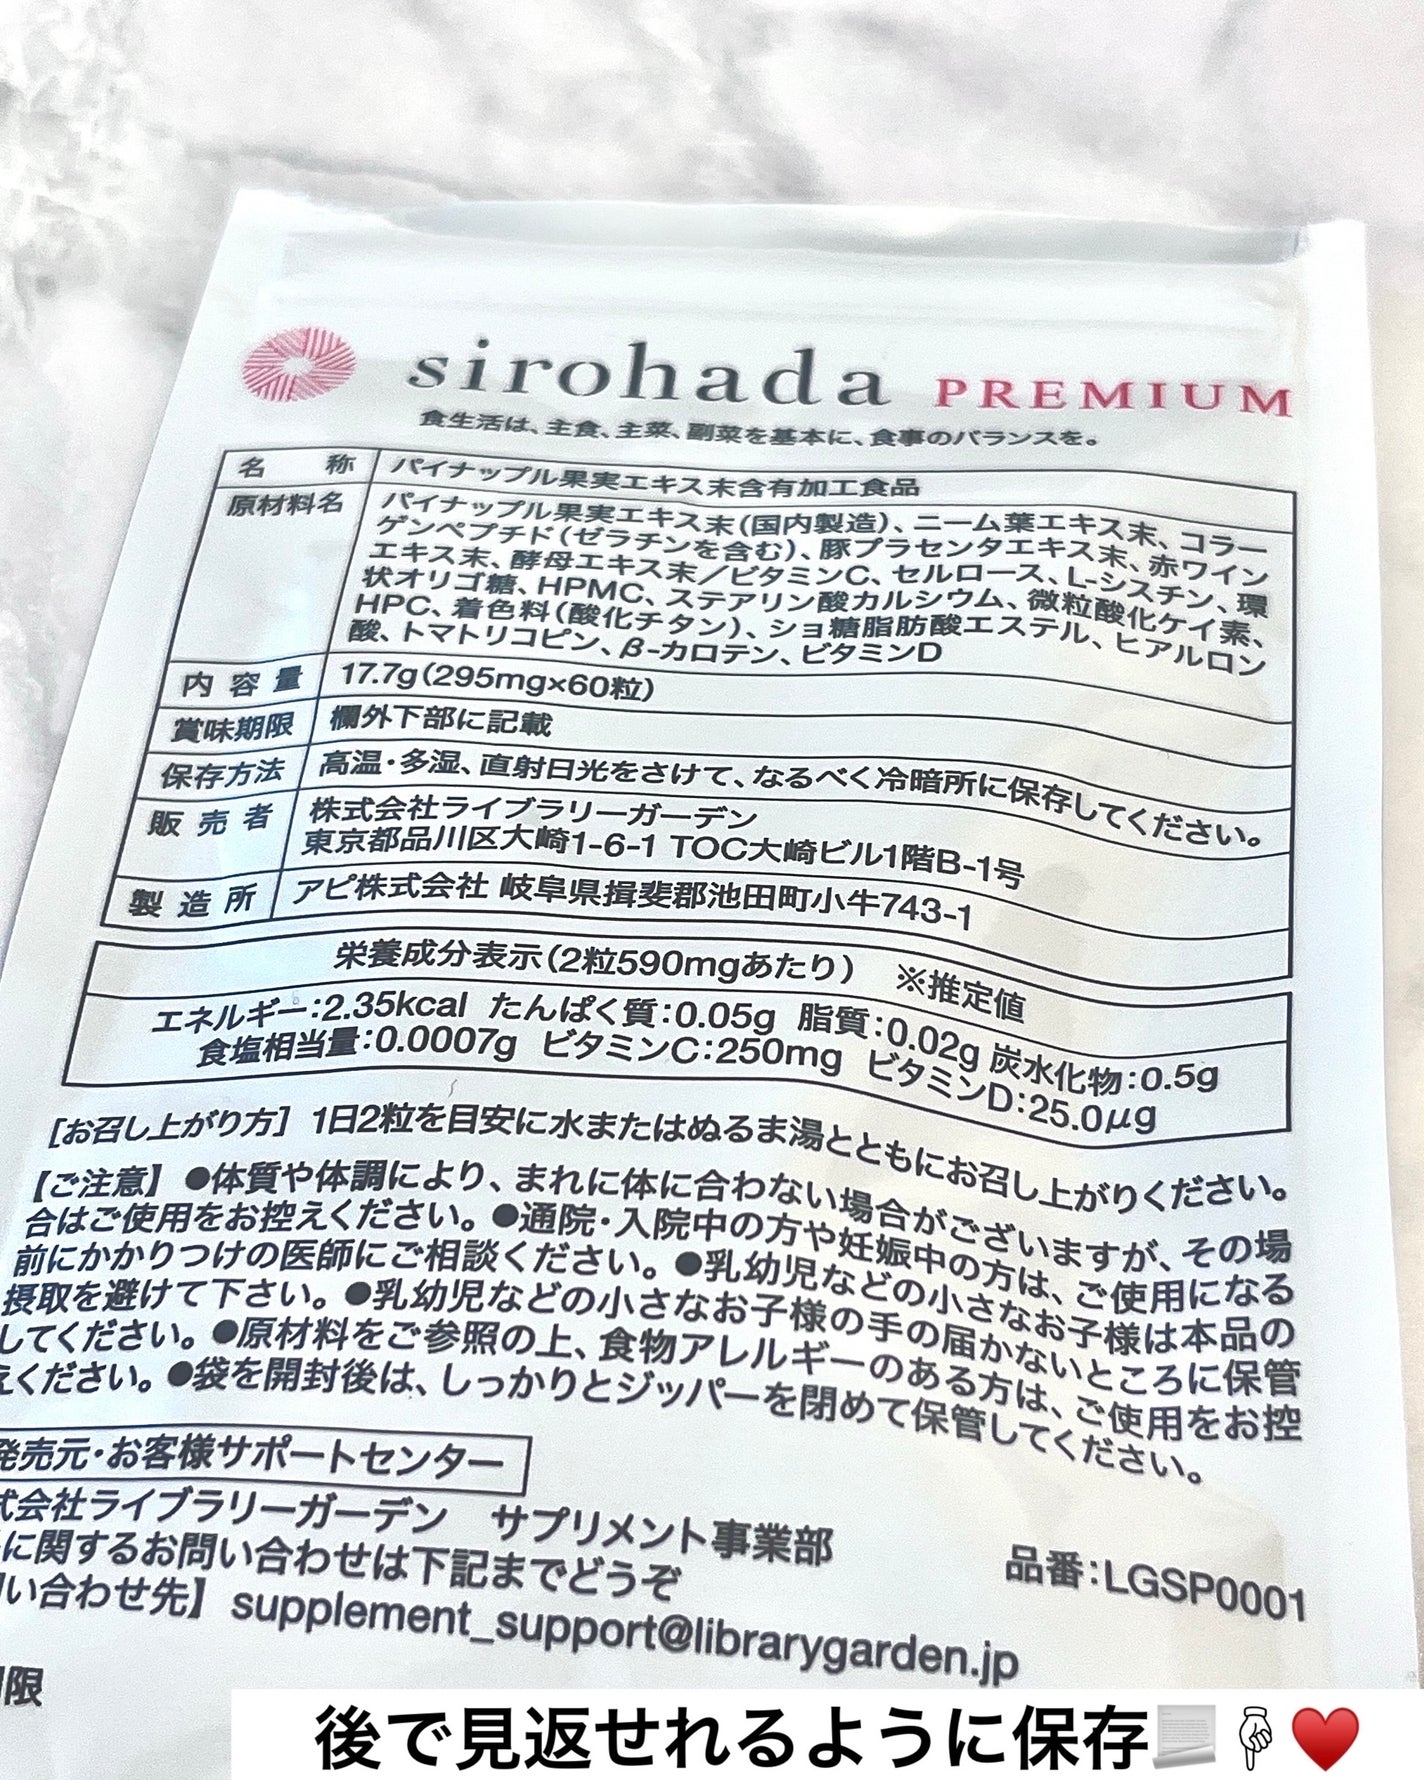 sirohada PREMIUM
食生活は、主食、主菜、副菜を基本に、食事のバランスを。
名称 パイナップル果実エキス末含有加工食品
原材料名 パイナップル果実エキス末(国内製造)、ニーム葉エキス末、コラー
ゲンペプチド(ゼラチンを含む)、豚プラセンタエキス末、赤ワイン
エキス末、酵母エキス末／ビタミンC、セルロース、L-シスチン、環
状オリゴ糖、HPMC、ステアリン酸カルシウム、微粒酸化ケイ素、
HPC、着色料(酸化チタン)、ショ糖脂肪酸エステル、ヒアルロン
酸、トマトリコピン、β-カロテン、ビタミンD
内容量 17.7g(295mg×60粒)
賞味期限 欄外下部に記載
保存方法 高温・多湿、直射日光をさけて、なるべく冷暗所に保存してください。
販売者 株式会社ライブラリーガーデン
東京都品川区大崎1-6-1 TOC大崎ビル1階B-1号
製造所 アピ株式会社 岐阜県揖斐郡池田町小牛743-1
栄養成分表示(2粒590mgあたり) ※推定値
エネルギー:2.35kcal たんぱく質:0.05g 脂質:0.02g 炭水化物:0.5g
食塩相当量:0.0007g ビタミンC:250mg ビタミンD:25.0μg
[お召し上がり方] 1日2粒を目安に水またはぬるま湯とともにお召し上がりください。
【ご注意】●体質や体調により、まれに体に合わない場合がございますが、その場
合はご使用をお控えください。●通院・入院中の方や妊娠中の方は、ご使用になる
前にかかりつけの医師にご相談ください。●乳幼児などの小さなお子様は本品の
摂取を避けて下さい。●乳幼児などの小さなお子様の手の届かないところに保管
してください。●原材料をご参照の上、食物アレルギーのある方は、ご使用をお控
えください。●袋を開封後は、しっかりとジッパーを閉めて保管してください。
発売元・お客様サポートセンター
式会社ライブラリーガーデン サプリメント事業部
に関するお問い合わせは下記までどうぞ
品番:LGSP0001
い合わせ先】supplement_support@librarygarden.jp
限
後で見返せれるように保存📃👇♥️